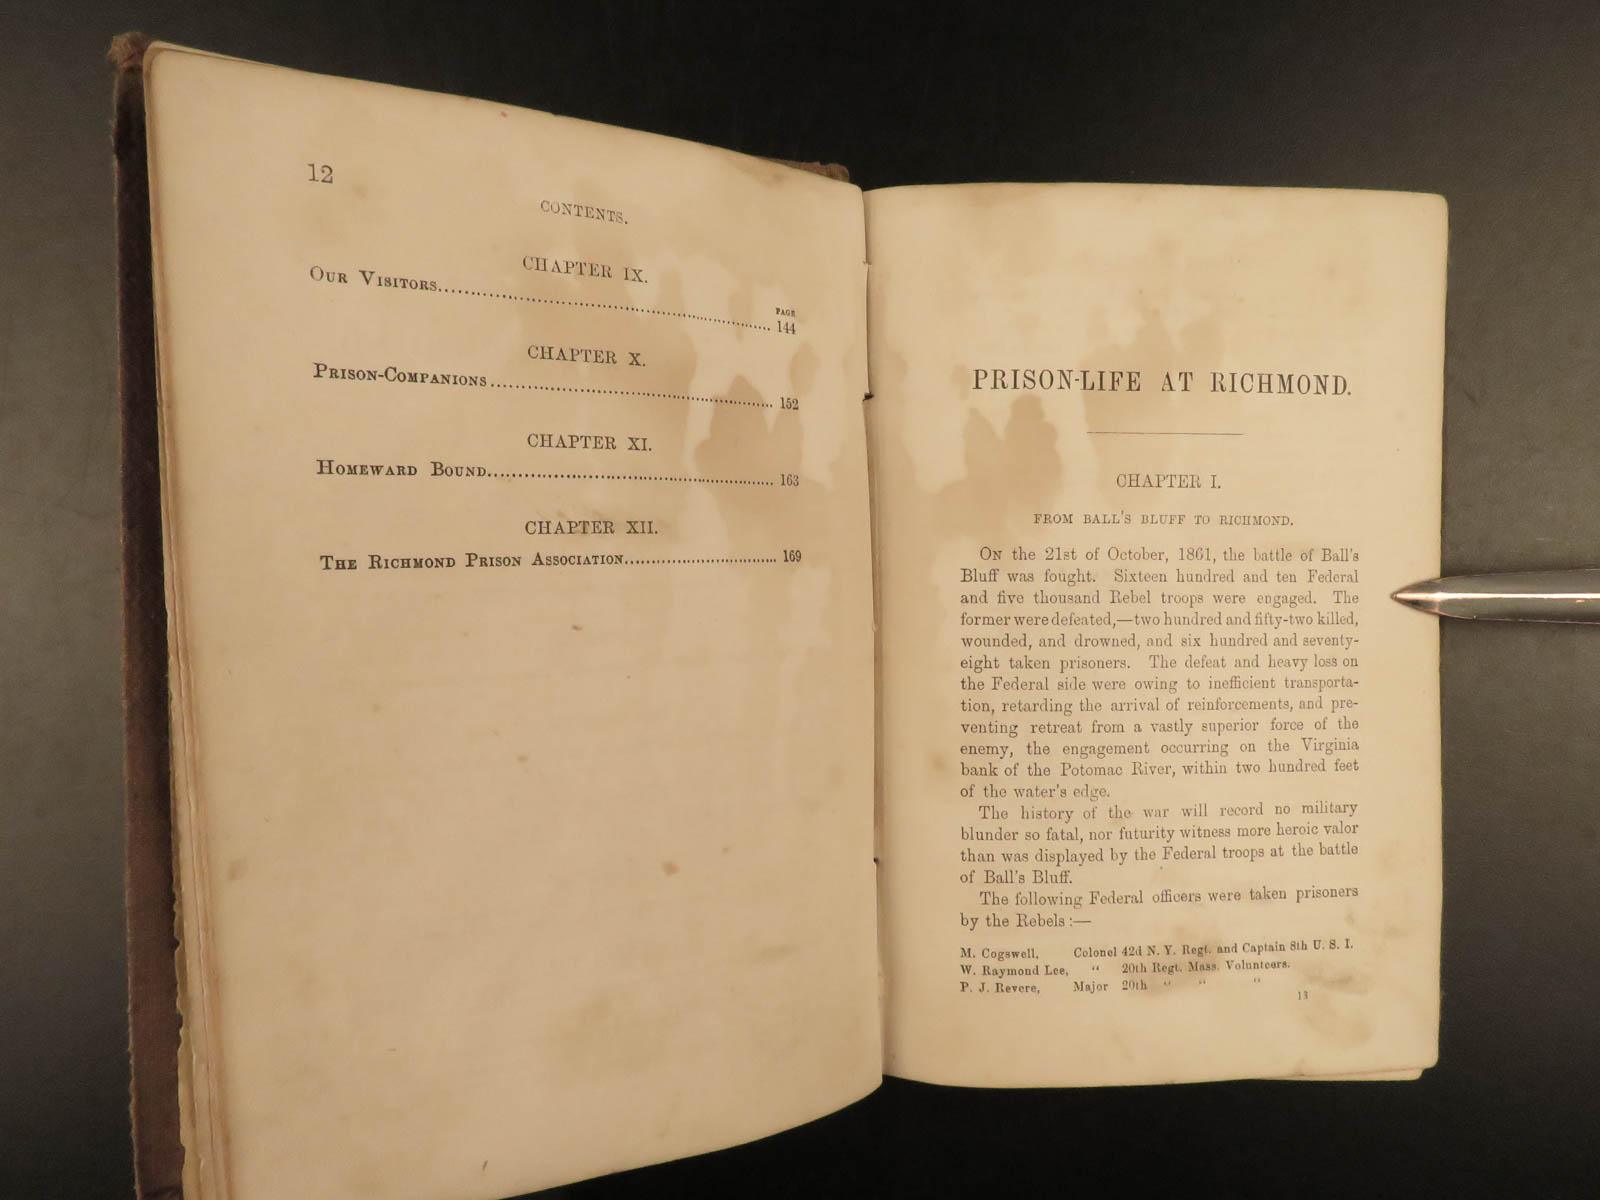 12
CONTENTS.
CHAPTER IX.
PAGE
OUR VISITORS........................................................ 144
CHAPTER X.
PRISON-COMPANIONS................................................ 152
CHAPTER XI.
HOMEWARD BOUND.................................................. 163
CHAPTER XII.
THE RICHMOND PRISON ASSOCIATION.............................. 169
PRISON-LIFE AT RICHMOND.
CHAPTER I.
FROM BALL'S BLUFF TO RICHMOND.
ON the 21st of October, 1861, the battle of Ball's
Bluff was fought. Sixteen hundred and ten Federal
and five thousand Rebel troops were engaged. The
former were defeated,—two hundred and fifty-two killed,
wounded, and drowned, and six hundred and seventy-
eight taken prisoners. The defeat and heavy loss on
the Federal side were owing to inefficient transporta-
tion, retarding the arrival of reinforcements, and pre-
venting retreat from a vastly superior force of the
enemy, the engagement occurring on the Virginia
bank of the Potomac River, within two hundred feet
of the water's edge.
The history of the war will record no military
blunder so fatal, nor futurity witness more heroic valor
than was displayed by the Federal troops at the battle
of Ball's Bluff.
The following Federal officers were taken prisoners
by the Rebels:—
M. Cogswell, Colonel 42d N. Y. Regt. and Captain 8th U. S. I.
W. Raymond Lee, " 20th Regt. Mass. Volunteers.
P. J. Revere, Major 20th " " "
13